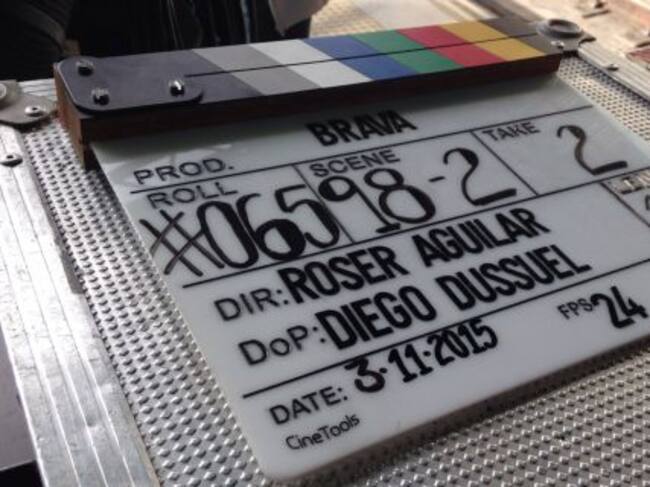 BRAVA
PROD.
ROLL SCENE TAKE
065 98-2 2
DIR: ROSER AGUILAR
DoP: DIEGO DUSSUEL
FPS 24
DATE: 3·11·2015
CineTools